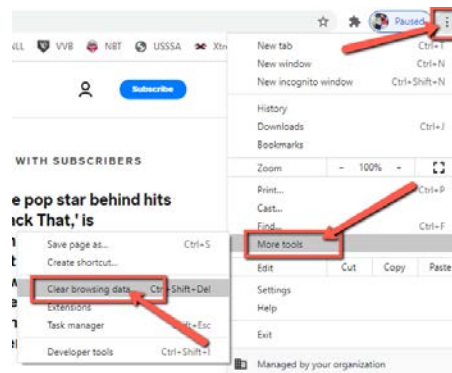 Paused
VVB NBT USSSA Xtr
Subscribe
WITH SUBSCRIBERS
e pop star behind hits
ack That,' is
New tab Ctrl+T
New window Ctrl+N
New incognito window Ctrl+Shift+N
History
Downloads Ctrl+J
Bookmarks
Zoom - 100% -
Print... Ctrl+P
Cast...
Find... Ctrl+F
More tools
Edit Cut Copy Paste
Settings
Help
Exit
Managed by your organization
Save page as... Ctrl+S
Create shortcut...
Clear browsing data... Ctrl+Shift+Del
Extensions
Task manager Shift+Esc
Developer tools Ctrl+Shift+I